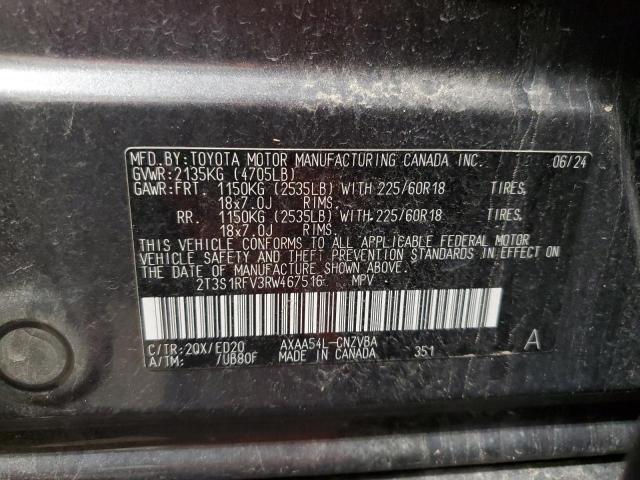 MFD.BY:TOYOTA MOTOR MANUFACTURING CANADA INC. 06/24
GVWR:2135KG (4705LB)
GAWR:FRT. 1150KG (2535LB) WITH 225/60R18 TIRES,
18x7.0J RIMS.
RR. 1150KG (2535LB) WITH 225/60R18 TIRES,
18x7.0J RIMS.
THIS VEHICLE CONFORMS TO ALL APPLICABLE FEDERAL MOTOR
VEHICLE SAFETY AND THEFT PREVENTION STANDARDS IN EFFECT ON
THE DATE OF MANUFACTURE SHOWN ABOVE.
2T3S1RFV3RW467516 MPV
C/TR:2QX/ED20 AXAA54L-CNZVBA A
A/TM: /UB80F MADE IN CANADA 351